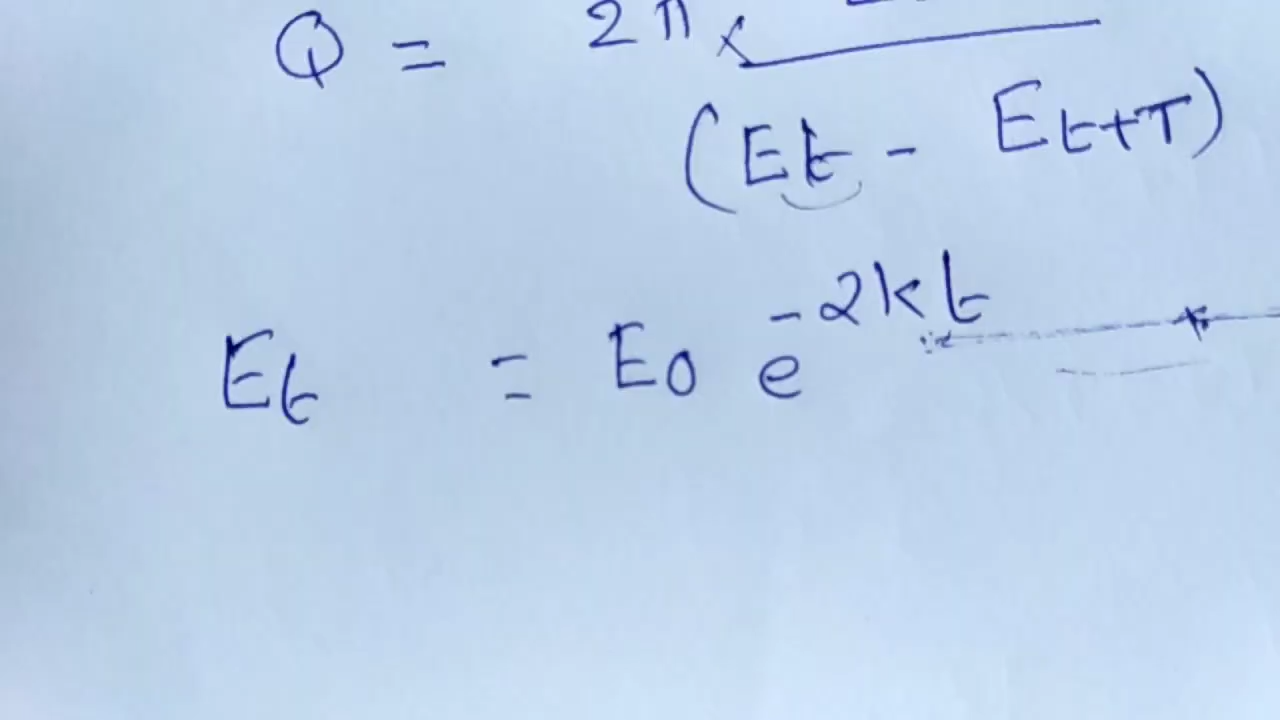 Q = 2π ×
(Et - Et+T)
Et = E0 e^-2kt